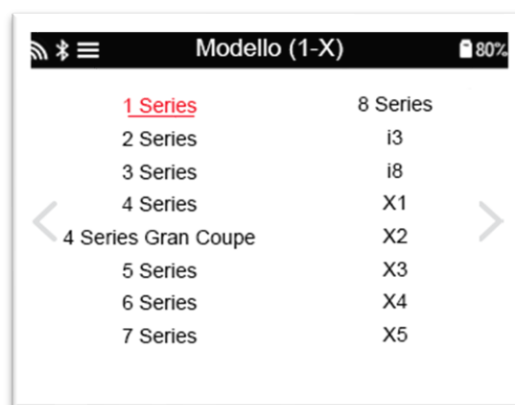 Modello (1-X)
80%
1 Series
2 Series
3 Series
4 Series
4 Series Gran Coupe
5 Series
6 Series
7 Series
8 Series
i3
i8
X1
X2
X3
X4
X5